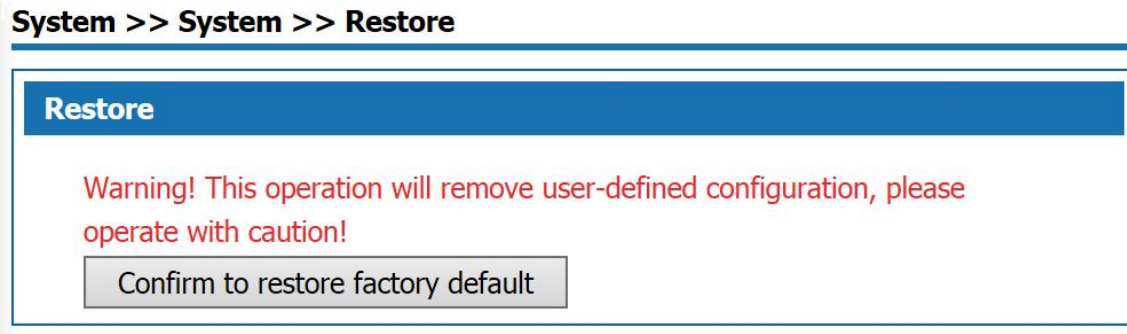 System >> System >> Restore
Restore
Warning! This operation will remove user-defined configuration, please
operate with caution!
Confirm to restore factory default